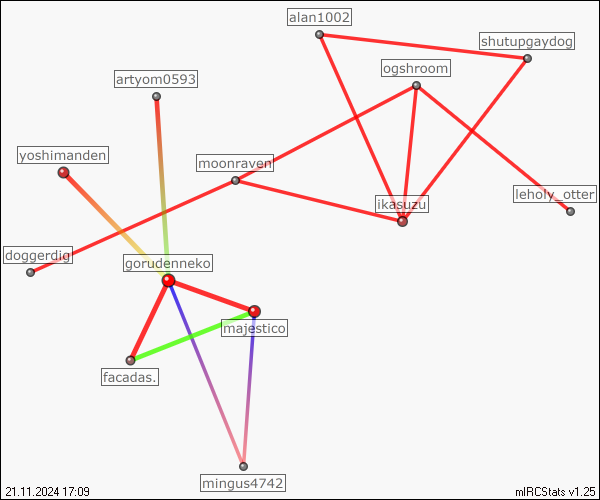 alan1002
shutupgaydog
ogshroom
artyom0593
yoshimanden
moonraven
leholy_otter
ikasuzu
doggerdig
gorudenneko
majestico
facadas.
mingus4742
21.11.2024 17:09
mIRCStats v1.25